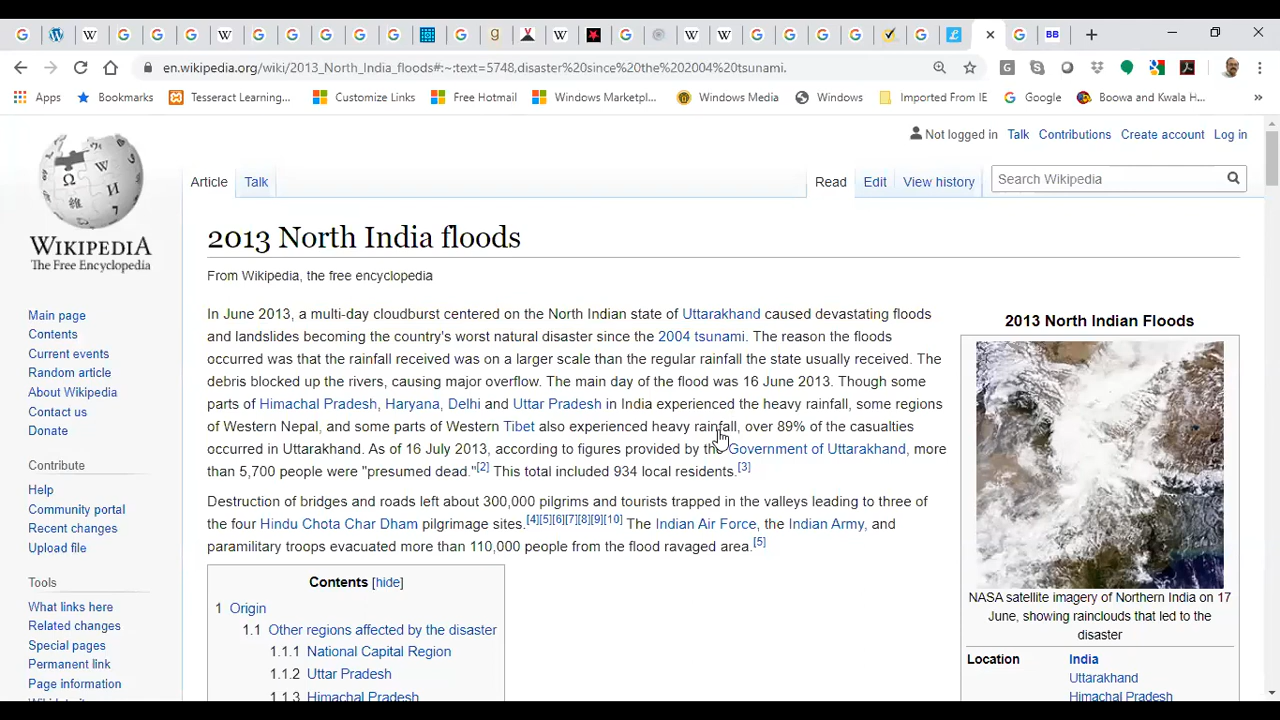 en.wikipedia.org/wiki/2013_North_India_floods#:~:text=5748,disaster%20since%20the%202004%20tsunami.
Apps
Bookmarks
Tesseract Learning...
Customize Links
Free Hotmail
Windows Marketpl...
Windows Media
Windows
Imported From IE
Google
Boowa and Kwala H...
»
Not logged in Talk Contributions Create account Log in
Article Talk
Read Edit View history
Search Wikipedia
WIKIPEDIA
The Free Encyclopedia
Main page
Contents
Current events
Random article
About Wikipedia
Contact us
Donate
Contribute
Help
Community portal
Recent changes
Upload file
Tools
What links here
Related changes
Special pages
Permanent link
Page information
2013 North India floods
From Wikipedia, the free encyclopedia
In June 2013, a multi-day cloudburst centered on the North Indian state of Uttarakhand caused devastating floods
and landslides becoming the country's worst natural disaster since the 2004 tsunami. The reason the floods
occurred was that the rainfall received was on a larger scale than the regular rainfall the state usually received. The
debris blocked up the rivers, causing major overflow. The main day of the flood was 16 June 2013. Though some
parts of Himachal Pradesh, Haryana, Delhi and Uttar Pradesh in India experienced the heavy rainfall, some regions
of Western Nepal, and some parts of Western Tibet also experienced heavy rainfall, over 89% of the casualties
occurred in Uttarakhand. As of 16 July 2013, according to figures provided by the Government of Uttarakhand, more
than 5,700 people were "presumed dead."[2] This total included 934 local residents.[3]
Destruction of bridges and roads left about 300,000 pilgrims and tourists trapped in the valleys leading to three of
the four Hindu Chota Char Dham pilgrimage sites.[4][5][6][7][8][9][10] The Indian Air Force, the Indian Army, and
paramilitary troops evacuated more than 110,000 people from the flood ravaged area.[5]
Contents [hide]
1 Origin
1.1 Other regions affected by the disaster
1.1.1 National Capital Region
1.1.2 Uttar Pradesh
1.1.3 Himachal Pradesh
2013 North Indian Floods
NASA satellite imagery of Northern India on 17
June, showing rainclouds that led to the
disaster
Location India
Uttarakhand
Himachal Pradesh